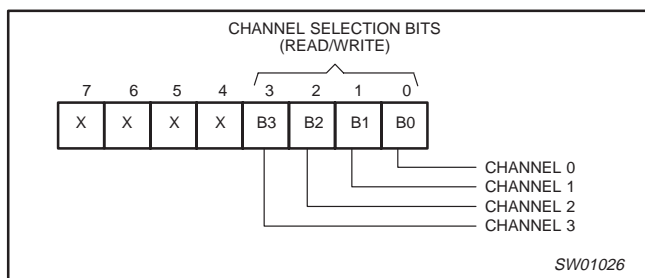 CHANNEL SELECTION BITS
(READ/WRITE)
7 6 5 4 3 2 1 0
X X X X B3 B2 B1 B0
CHANNEL 0
CHANNEL 1
CHANNEL 2
CHANNEL 3
SW01026